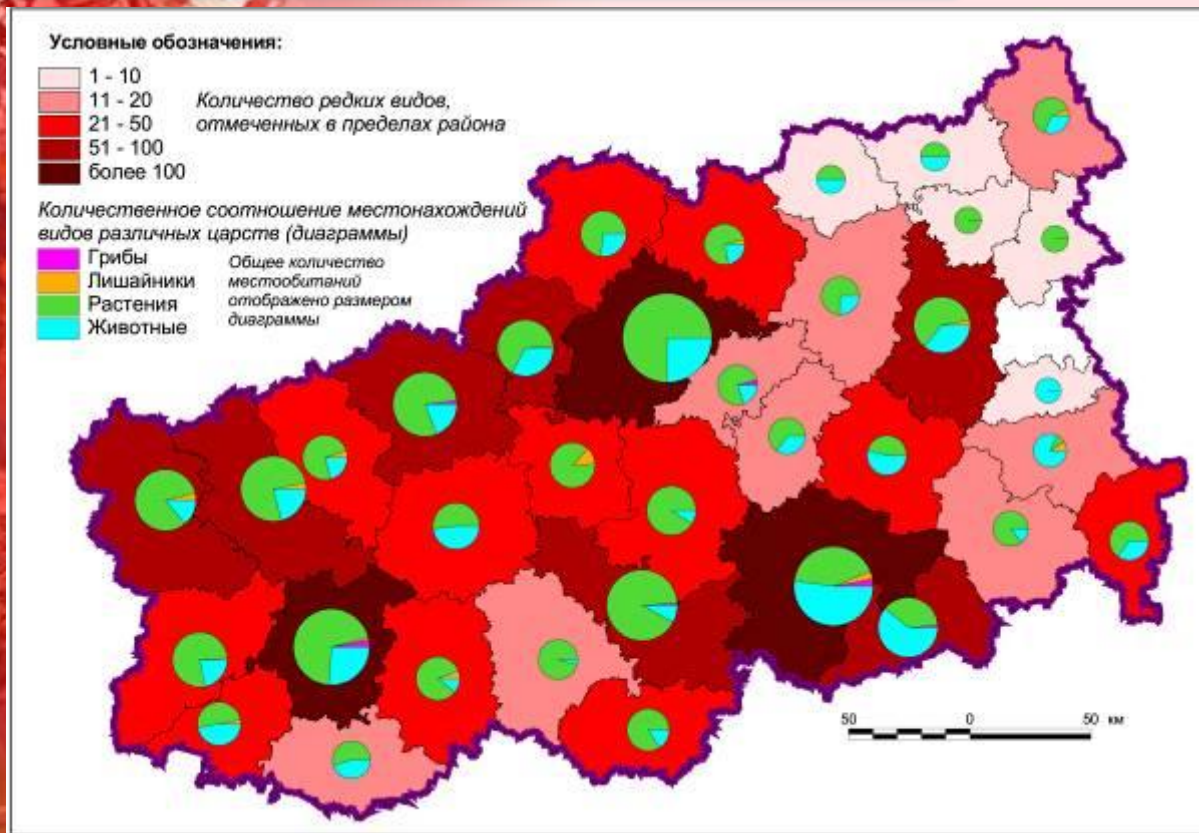 Условные обозначения:
1 - 10
11 - 20
21 - 50
51 - 100
более 100
Количество редких видов,
отмеченных в пределах района
Количественное соотношение местонахождений
видов различных царств (диаграммы)
Грибы
Лишайники
Растения
Животные
Общее количество
местообитаний
отображено размером
диаграммы
50 0 50 км